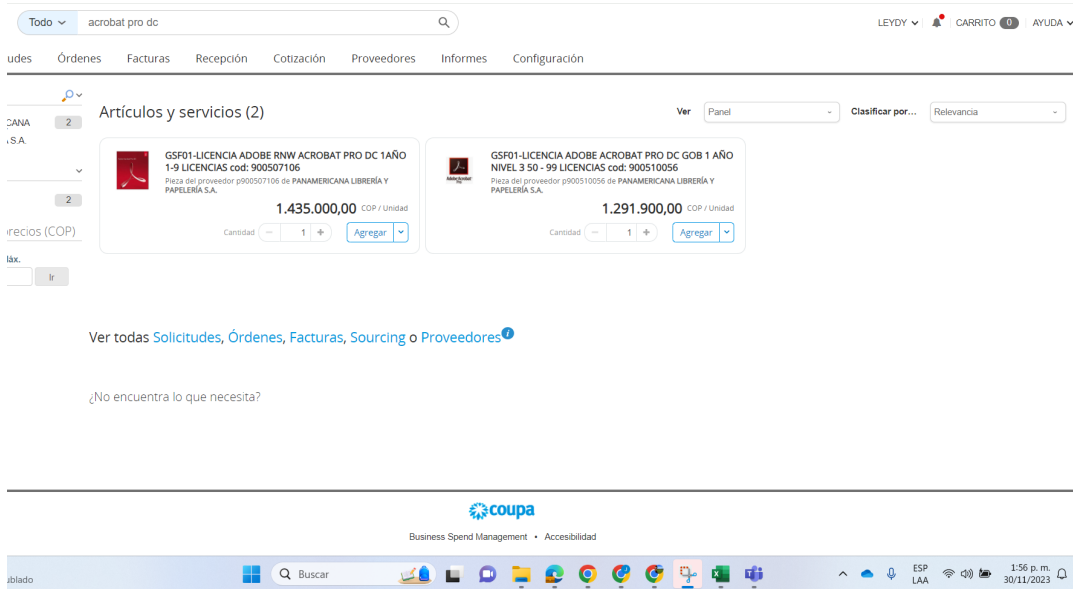 Todo
acrobat pro dc
LEYDY
CARRITO 0
AYUDA
udes Órdenes Facturas Recepción Cotización Proveedores Informes Configuración
CANA 2
S.A.
2
precios (COP)
Máx.
Ir
Artículos y servicios (2)
Ver Panel
Clasificar por... Relevancia
GSF01-LICENCIA ADOBE RNW ACROBAT PRO DC 1AÑO
1-9 LICENCIAS cod: 900507106
Pieza del proveedor p900507106 de PANAMERICANA LIBRERÍA Y
PAPELERÍA S.A.
1.435.000,00 COP / Unidad
Cantidad − 1 + Agregar
GSF01-LICENCIA ADOBE ACROBAT PRO DC GOB 1 AÑO
NIVEL 3 50 - 99 LICENCIAS cod: 900510056
Pieza del proveedor p900510056 de PANAMERICANA LIBRERÍA Y
PAPELERÍA S.A.
1.291.900,00 COP / Unidad
Cantidad − 1 + Agregar
Ver todas Solicitudes, Órdenes, Facturas, Sourcing o Proveedores
¿No encuentra lo que necesita?
coupa
Business Spend Management • Accesibilidad
ublado
Buscar
ESP
LAA
1:56 p. m.
30/11/2023